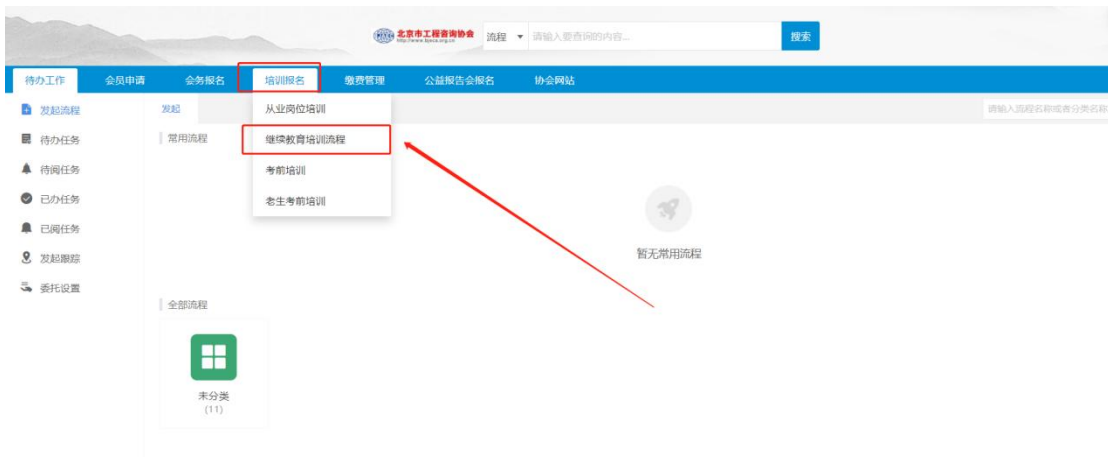 北京市工程咨询协会
流程
请输入要查询的内容...
搜索
待办工作 会员申请 会务报名 培训报名 缴费管理 公益报告会报名 协会网站
发起流程
发起
从业岗位培训
请输入流程名称或者分类名称
待办任务
常用流程
继续教育培训流程
待阅任务
考前培训
已办任务
老生考前培训
已阅任务
发起跟踪
暂无常用流程
委托设置
全部流程
未分类
(11)